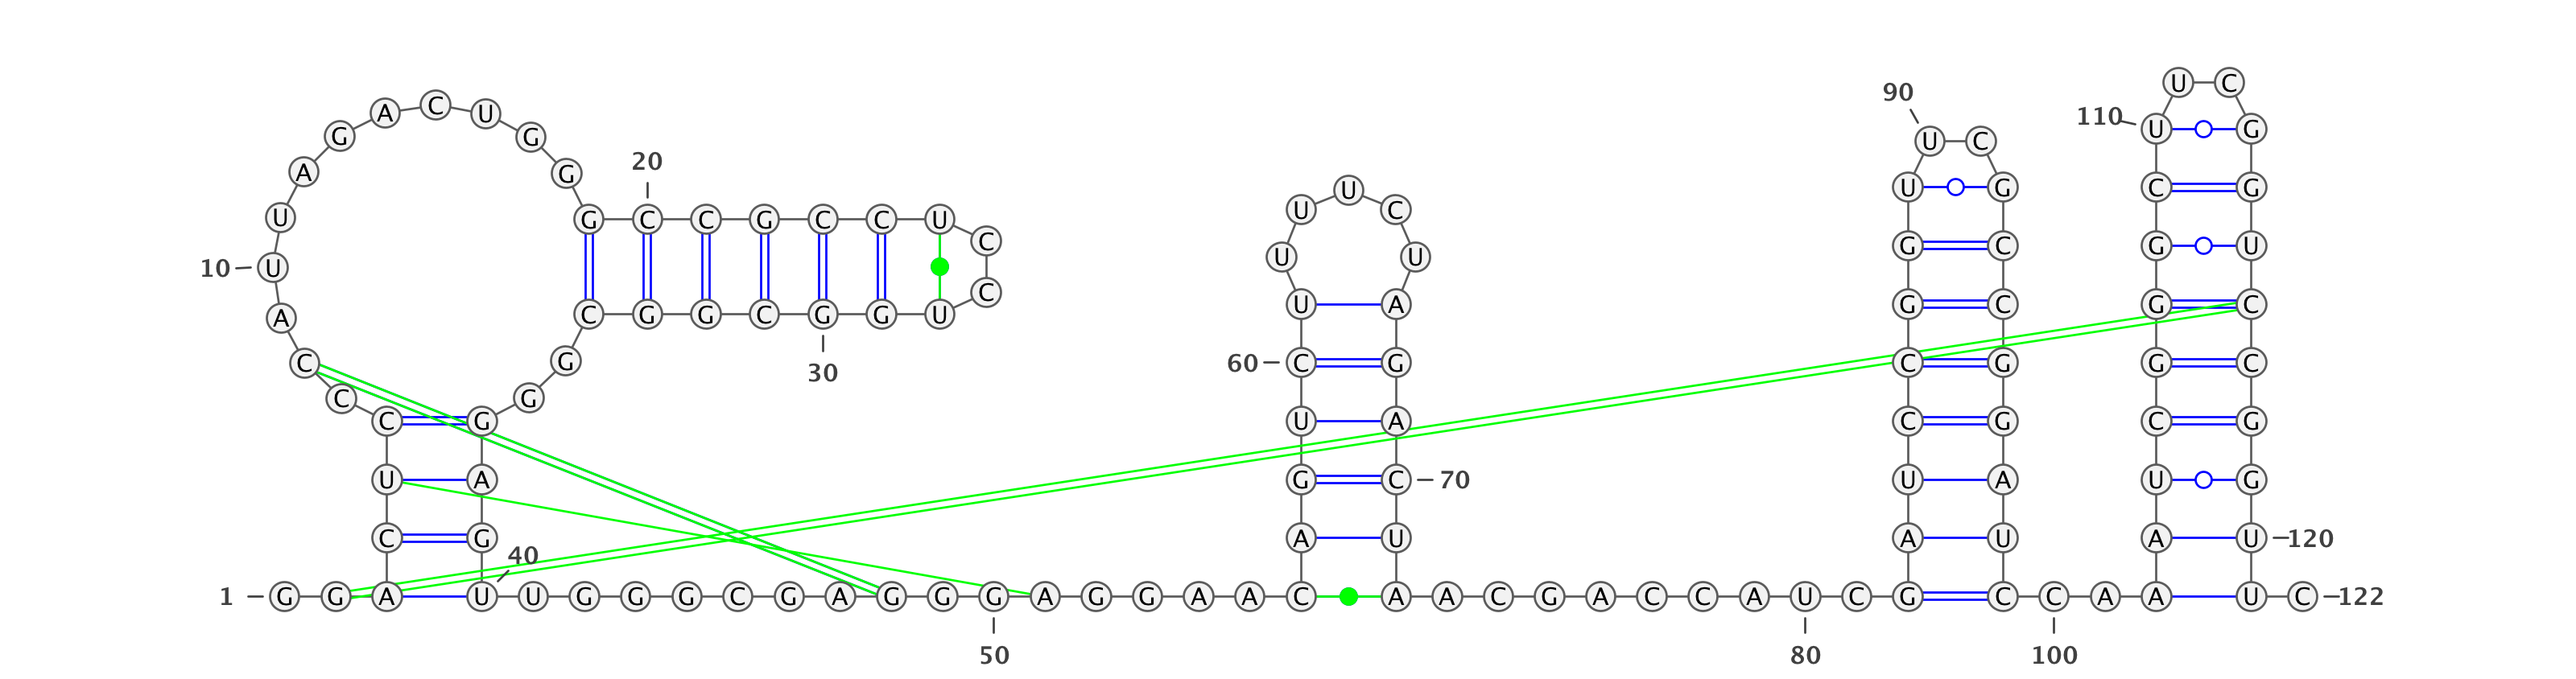 1
G G A C U C C C A
10
U U A G A C U G G G
20
C C G C C U C C U G
30
G C G G C G G G A G
40
U U G G G C G A G G
50
G A G G A A C A G U
60
C U U U U C U A G A
70
C U A A C G A C C A
80
U C G A U C C G G U
90
U C G C C G G A U C
100
C A A A U C G G G C
110
U U C G G U C C G G
120
U U C
122